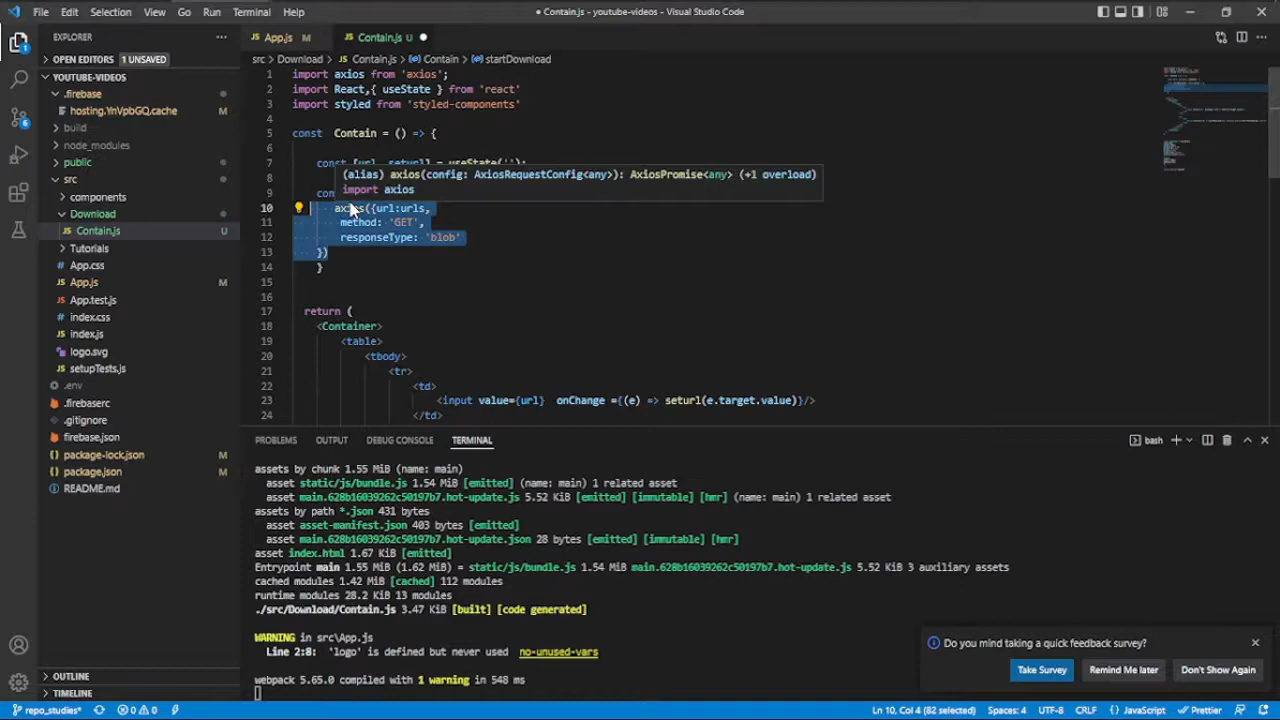 File Edit Selection View Go Run Terminal Help
● Contain.js - youtube-videos - Visual Studio Code
EXPLORER
OPEN EDITORS 1 UNSAVED
YOUTUBE-VIDEOS
.firebase
hosting.YnVpbGQ.cache M
build
node_modules
public
src
components
Download
Contain.js U
Tutorials
App.css
App.js M
App.test.js
index.css
index.js
logo.svg
setupTests.js
.env
.firebaserc
.gitignore
firebase.json
package-lock.json M
package.json M
README.md
OUTLINE
TIMELINE
App.js M
Contain.js U ●
src > Download > Contain.js > Contain > startDownload
1 import axios from 'axios';
2 import React,{ useState } from 'react'
3 import styled from 'styled-components'
4
5 const Contain = () => {
6
7 const [url, seturl] = useState('');
8
9 con
(alias) axios(config: AxiosRequestConfig<any>): AxiosPromise<any> (+1 overload)
import axios
10 axios({url:urls,
11 method: 'GET',
12 responseType: 'blob'
13 })
14 }
15
16
17 return (
18 <Container>
19 <table>
20 <tbody>
21 <tr>
22 <td>
23 <input value={url} onChange ={(e) => seturl(e.target.value)}/>
24 </td>
PROBLEMS OUTPUT DEBUG CONSOLE TERMINAL
bash
assets by chunk 1.55 MiB (name: main)
asset static/js/bundle.js 1.54 MiB [emitted] (name: main) 1 related asset
asset main.628b16039262c50197b7.hot-update.js 5.52 KiB [emitted] [immutable] [hmr] (name: main) 1 related asset
assets by path *.json 431 bytes
asset asset-manifest.json 403 bytes [emitted]
asset main.628b16039262c50197b7.hot-update.json 28 bytes [emitted] [immutable] [hmr]
asset index.html 1.67 KiB [emitted]
Entrypoint main 1.55 MiB (1.62 MiB) = static/js/bundle.js 1.54 MiB main.628b16039262c50197b7.hot-update.js 5.52 KiB 3 auxiliary assets
cached modules 1.42 MiB [cached] 112 modules
runtime modules 28.2 KiB 13 modules
./src/Download/Contain.js 3.47 KiB [built] [code generated]
WARNING in src\App.js
Line 2:8: 'logo' is defined but never used no-unused-vars
webpack 5.65.0 compiled with 1 warning in 548 ms
Do you mind taking a quick feedback survey?
Take Survey Remind Me later Don't Show Again
repo_studies* 0 0
Ln 10, Col 4 (82 selected) Spaces: 4 UTF-8 CRLF {} JavaScript Prettier